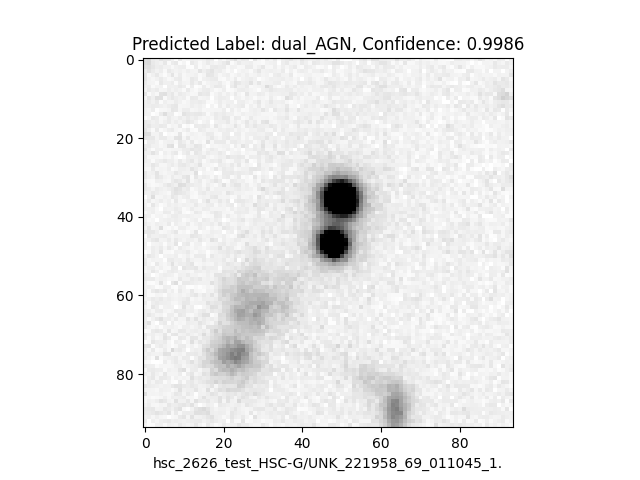 Predicted Label: dual_AGN, Confidence: 0.9986
0
20
40
60
80
0 20 40 60 80
hsc_2626_test_HSC-G/UNK_221958_69_011045_1.